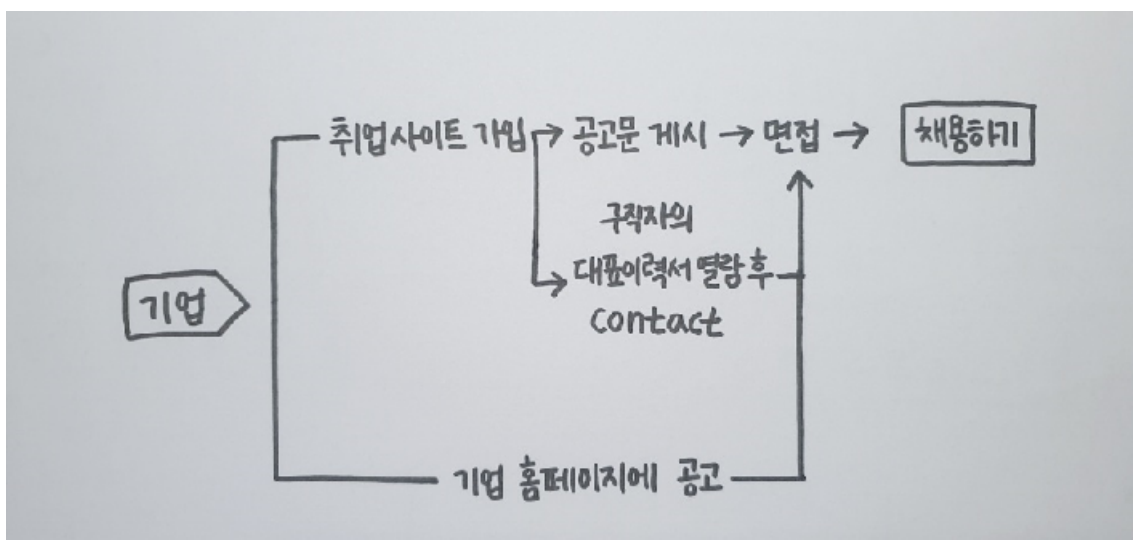 취업사이트 가입 → 공고문 게시 → 면접 → 채용하기
구직자의
대표이력서 열람 후
contact
기업
기업 홈페이지에 공고